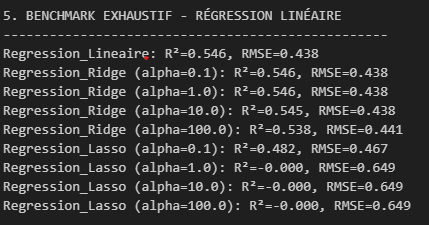 5. BENCHMARK EXHAUSTIF - RÉGRESSION LINÉAIRE
--------------------------------------------------
Regression_Lineaire: R²=0.546, RMSE=0.438
Regression_Ridge (alpha=0.1): R²=0.546, RMSE=0.438
Regression_Ridge (alpha=1.0): R²=0.546, RMSE=0.438
Regression_Ridge (alpha=10.0): R²=0.545, RMSE=0.438
Regression_Ridge (alpha=100.0): R²=0.538, RMSE=0.441
Regression_Lasso (alpha=0.1): R²=0.482, RMSE=0.467
Regression_Lasso (alpha=1.0): R²=-0.000, RMSE=0.649
Regression_Lasso (alpha=10.0): R²=-0.000, RMSE=0.649
Regression_Lasso (alpha=100.0): R²=-0.000, RMSE=0.649